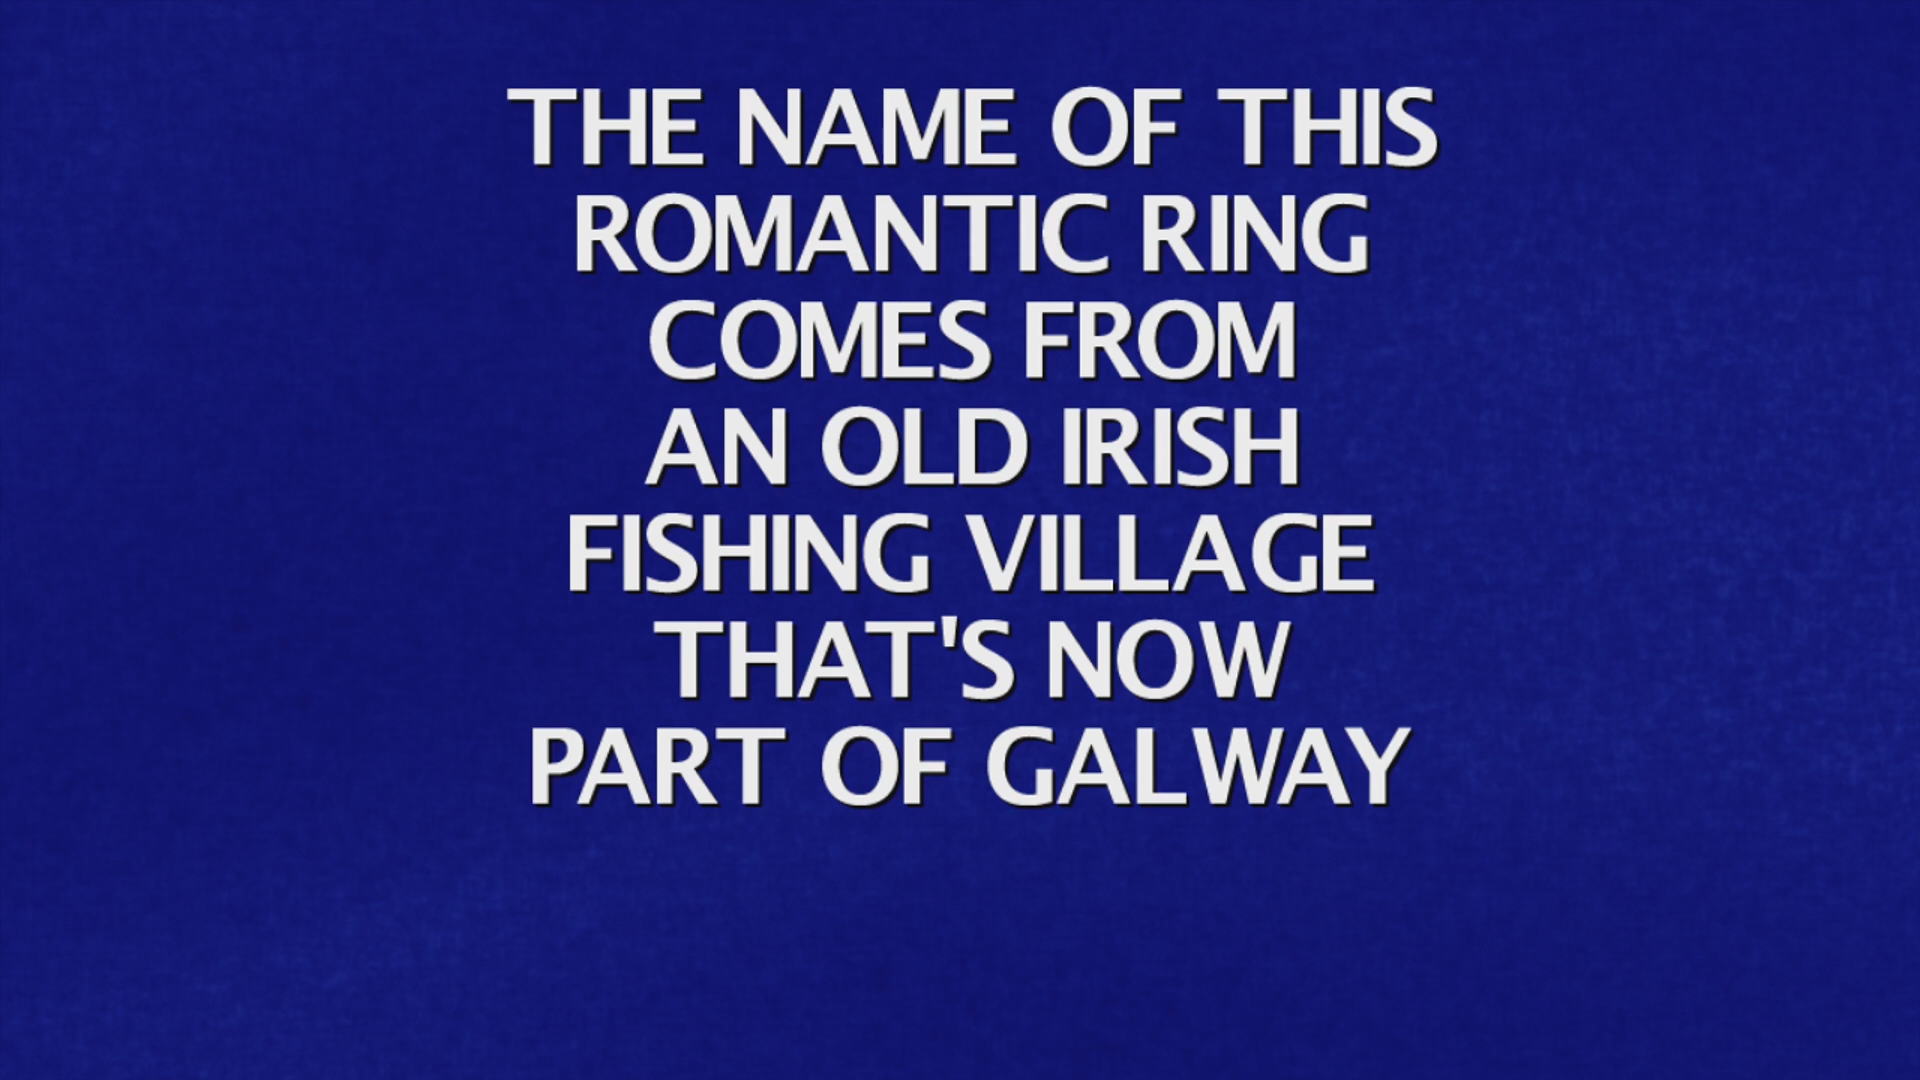 THE NAME OF THIS
ROMANTIC RING
COMES FROM
AN OLD IRISH
FISHING VILLAGE
THAT'S NOW
PART OF GALWAY